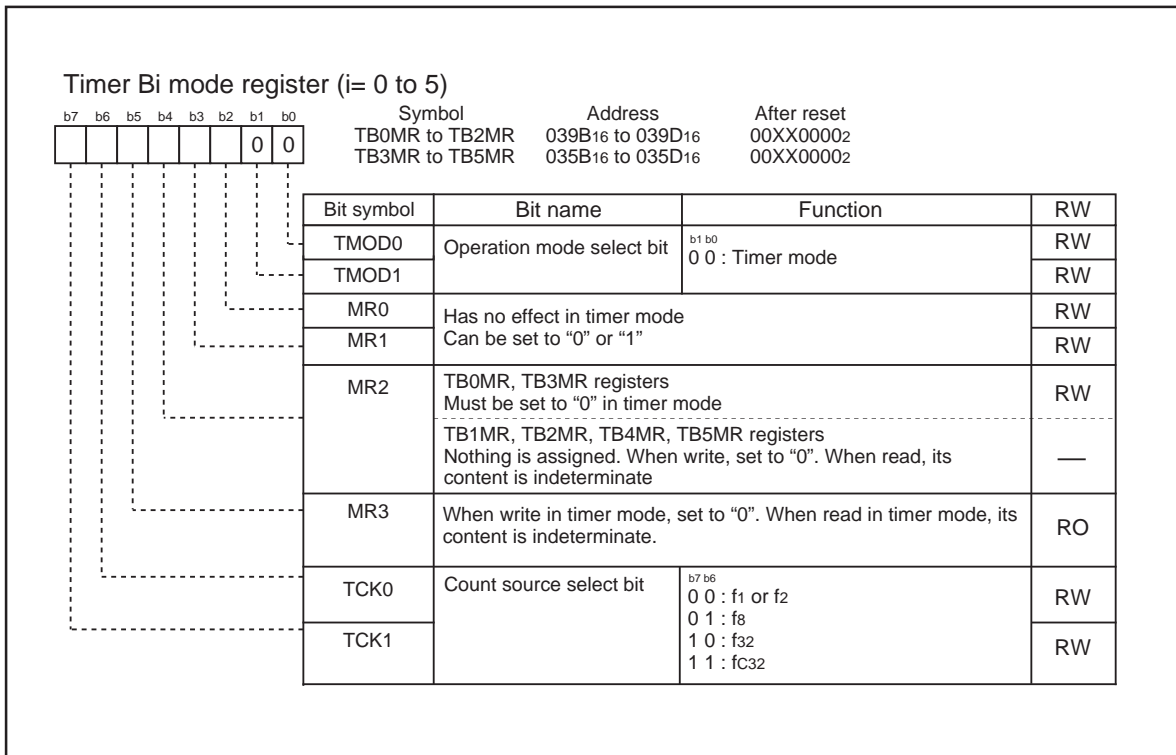 Timer Bi mode register (i= 0 to 5)
b7 b6 b5 b4 b3 b2 b1 b0
0 0
Symbol Address After reset
TB0MR to TB2MR 039B16 to 039D16 00XX00002
TB3MR to TB5MR 035B16 to 035D16 00XX00002
Bit symbol Bit name Function RW
TMOD0 Operation mode select bit b1 b0 RW
0 0 : Timer mode
TMOD1 RW
MR0 Has no effect in timer mode RW
MR1 Can be set to “0” or “1” RW
MR2 TB0MR, TB3MR registers RW
Must be set to “0” in timer mode
TB1MR, TB2MR, TB4MR, TB5MR registers
Nothing is assigned. When write, set to “0”. When read, its —
content is indeterminate
MR3 When write in timer mode, set to “0”. When read in timer mode, its RO
content is indeterminate.
TCK0 Count source select bit b7 b6 RW
0 0 : f1 or f2
0 1 : f8
TCK1 1 0 : f32 RW
1 1 : fC32